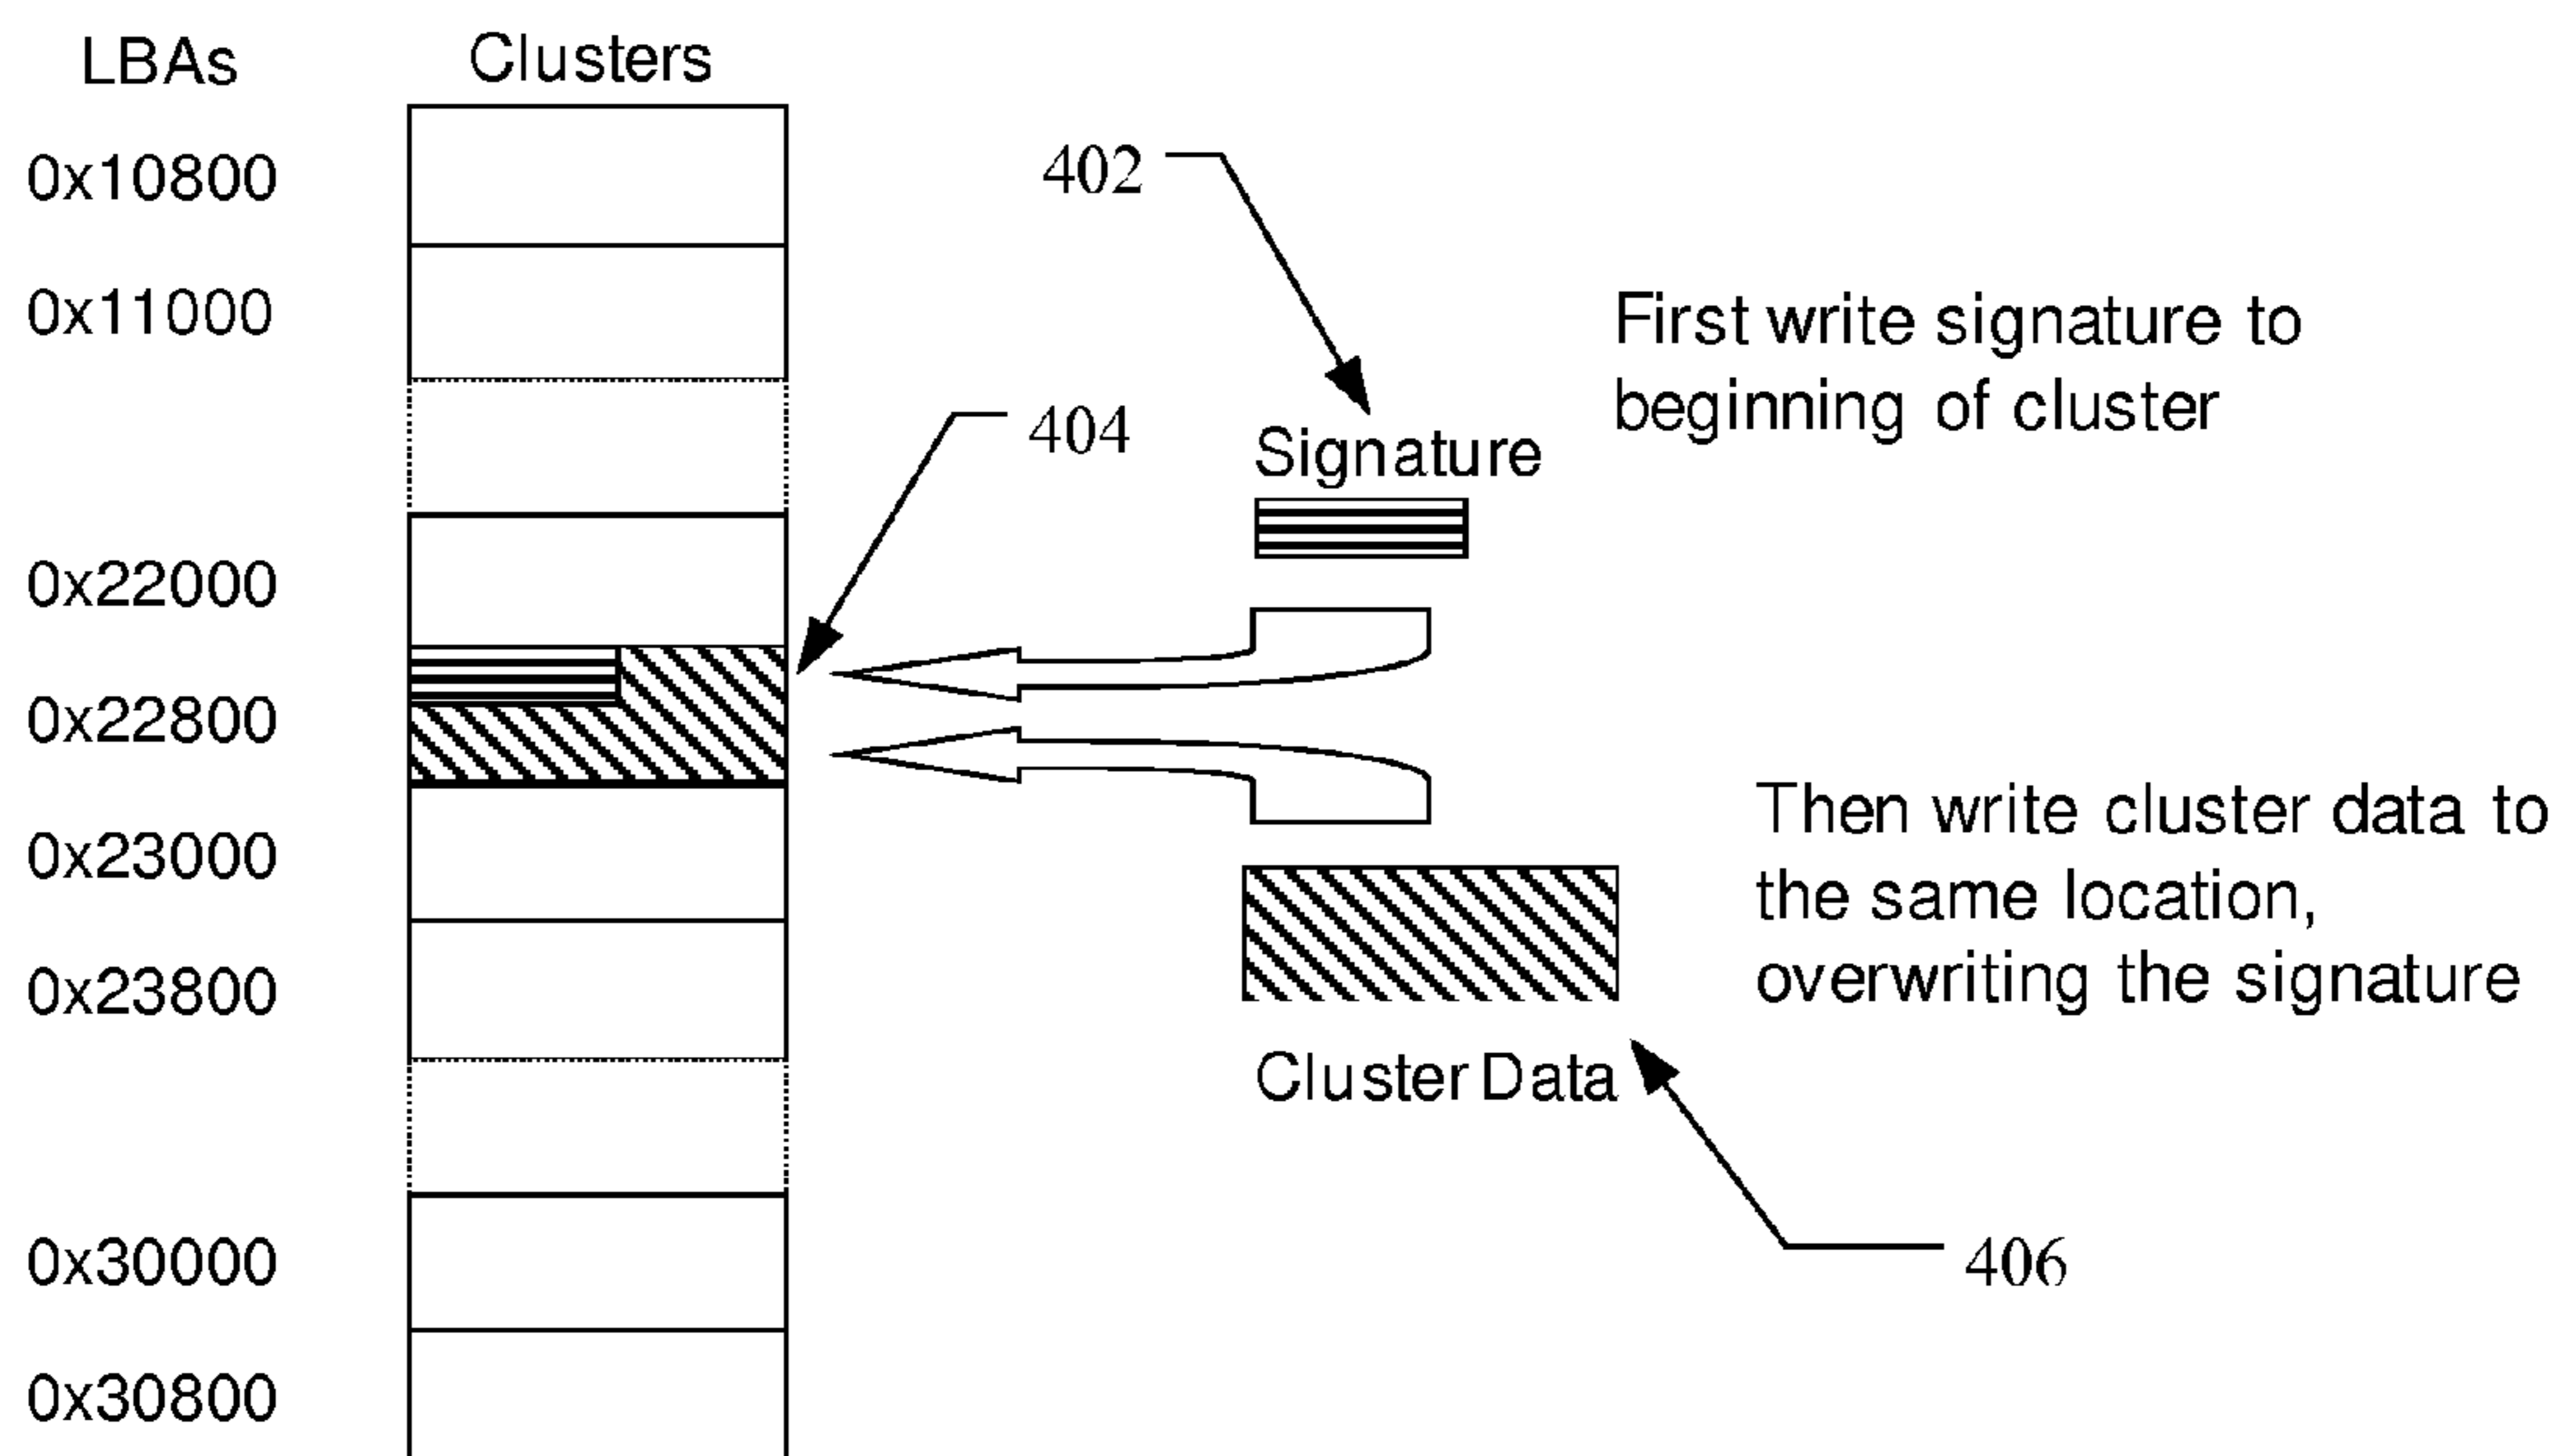 LBAs
Clusters
0x10800
0x11000
0x22000
0x22800
0x23000
0x23800
0x30000
0x30800
402
404
First write signature to
beginning of cluster
Signature
Then write cluster data to
the same location,
overwriting the signature
Cluster Data
406